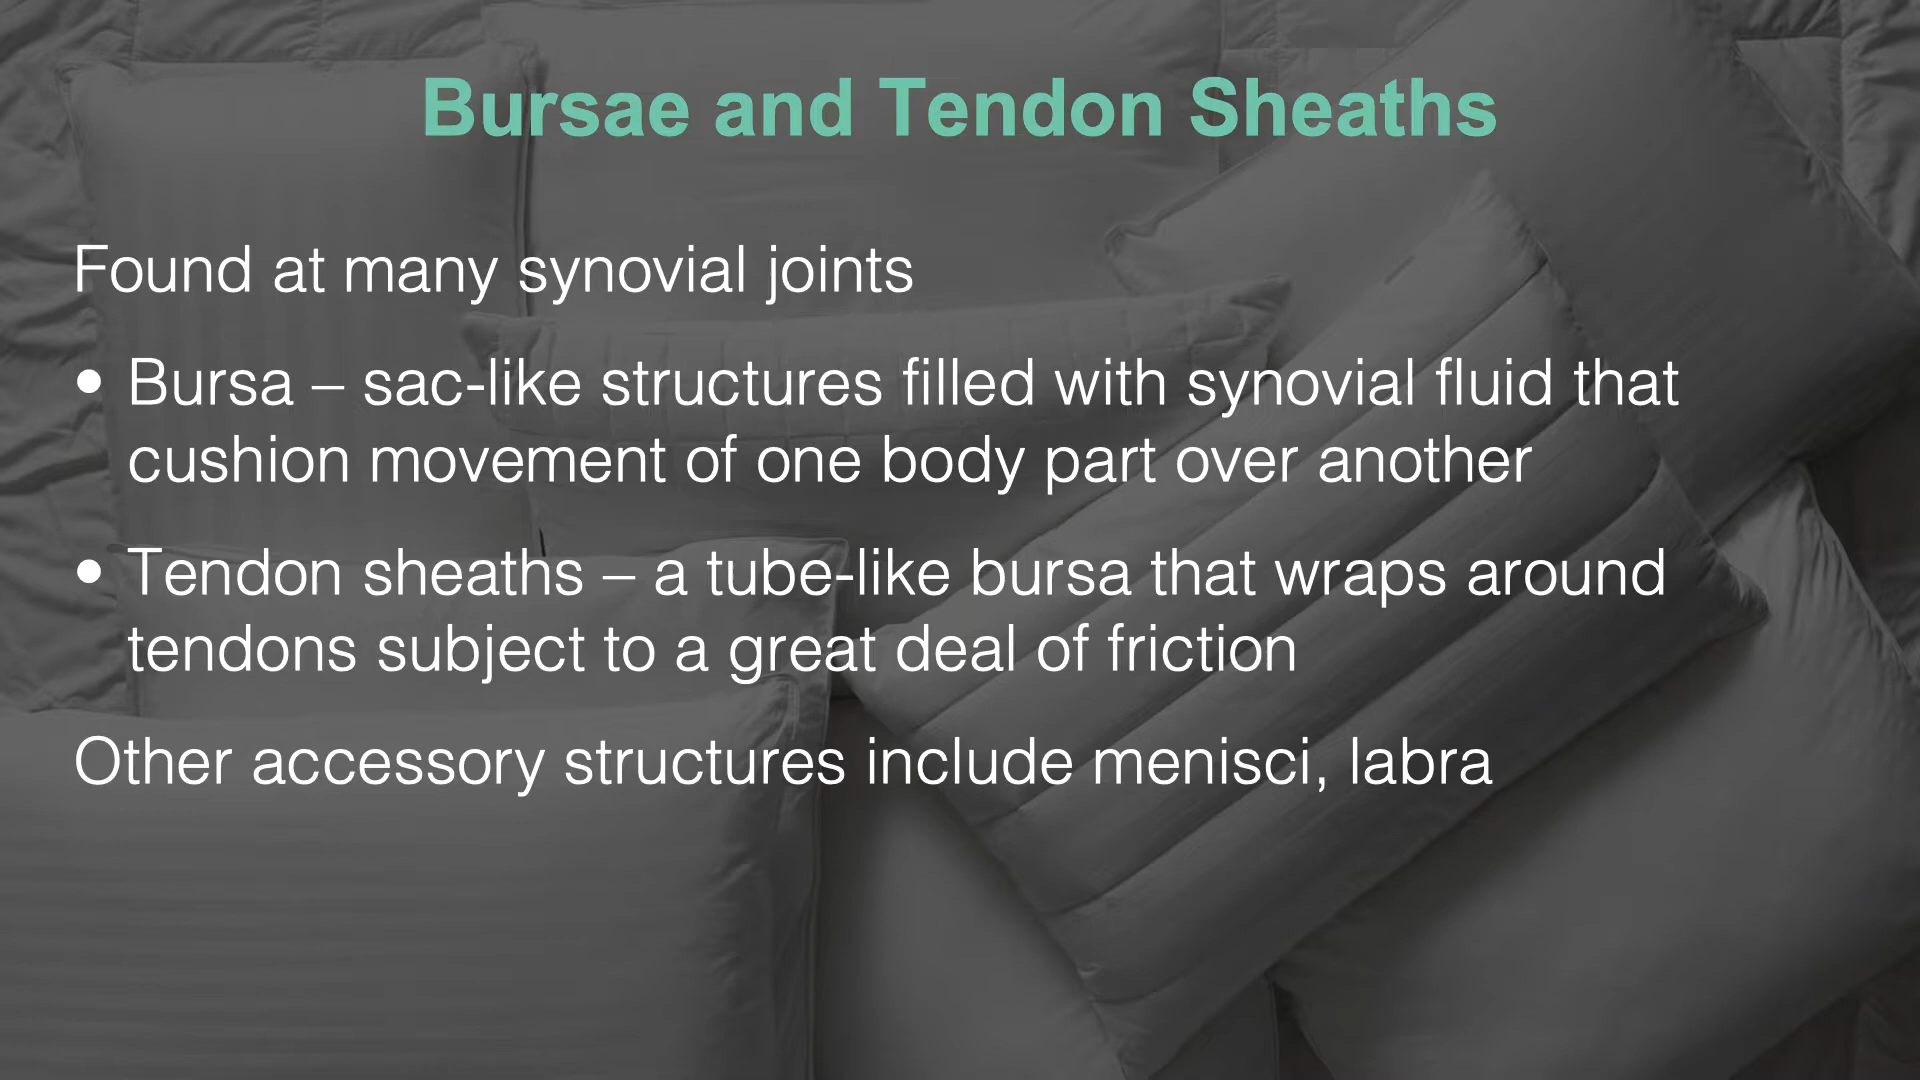 Bursae and Tendon Sheaths
Found at many synovial joints
• Bursa – sac-like structures filled with synovial fluid that
cushion movement of one body part over another
• Tendon sheaths – a tube-like bursa that wraps around
tendons subject to a great deal of friction
Other accessory structures include menisci, labra